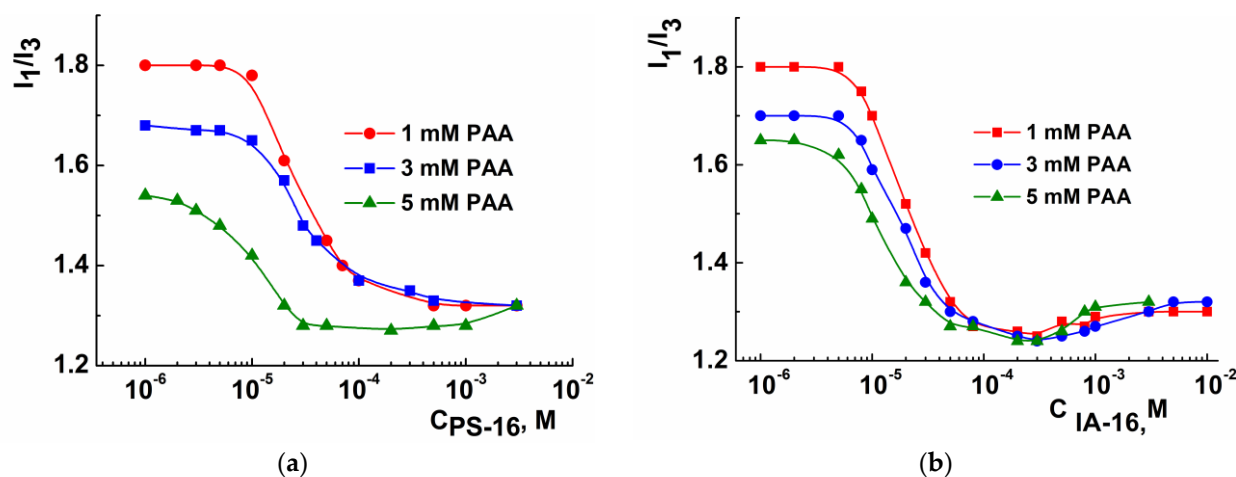 I1/I3
1.8
1.6
1.4
1.2
1 mM PAA
3 mM PAA
5 mM PAA
10-6
10-5
10-4
10-3
10-2
CPS-16, M
(a)
I1/I3
1.8
1.6
1.4
1.2
1 mM PAA
3 mM PAA
5 mM PAA
10-6
10-5
10-4
10-3
10-2
C IA-16, M
(b)